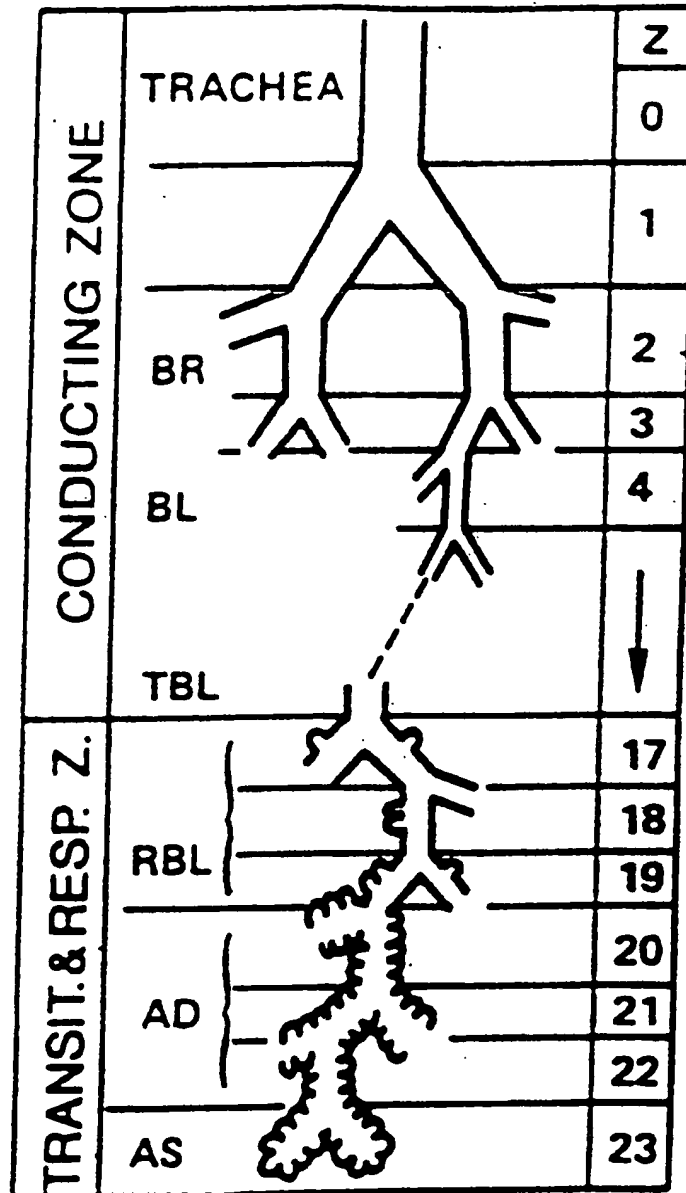 Z
TRACHEA
0
CONDUCTING ZONE
1
BR
2
3
BL
4
TBL
TRANSIT.& RESP. Z.
17
18
RBL
19
20
AD
21
22
AS
23